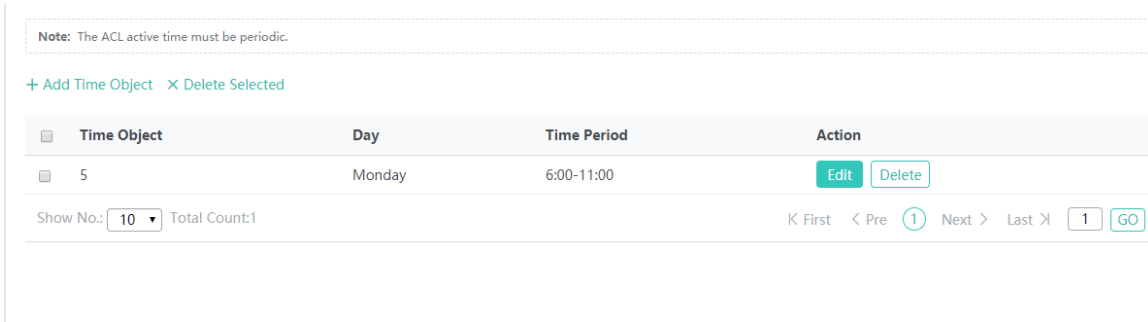 Note: The ACL active time must be periodic.
+ Add Time Object × Delete Selected
Time Object Day Time Period Action
5 Monday 6:00-11:00 Edit Delete
Show No.: 10 Total Count:1 First < Pre 1 Next > Last 1 GO